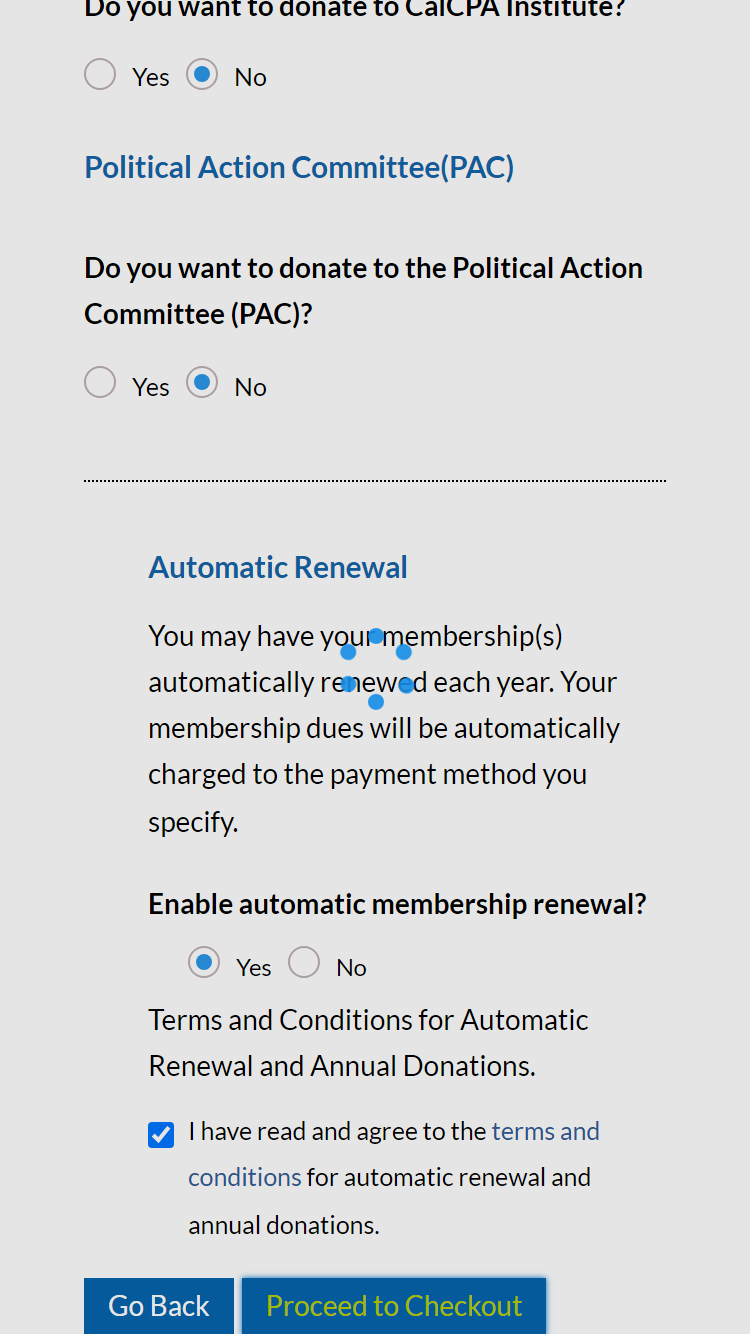 Do you want to donate to CalCPA Institute?
Yes No
Political Action Committee(PAC)
Do you want to donate to the Political Action
Committee (PAC)?
Yes No
Automatic Renewal
You may have your membership(s)
automatically renewed each year. Your
membership dues will be automatically
charged to the payment method you
specify.
Enable automatic membership renewal?
Yes No
Terms and Conditions for Automatic
Renewal and Annual Donations.
I have read and agree to the terms and
conditions for automatic renewal and
annual donations.
Go Back Proceed to Checkout